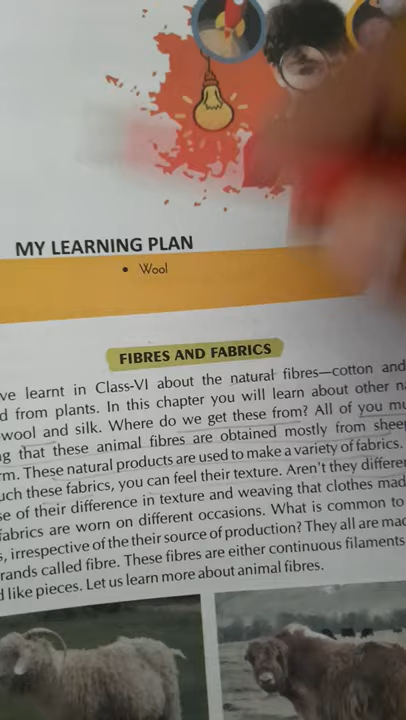 MY LEARNING PLAN
• Wool
FIBRES AND FABRICS
ve learnt in Class-VI about the natural fibres—cotton and
d from plants. In this chapter you will learn about other na
wool and silk. Where do we get these from? All of you mu
g that these animal fibres are obtained mostly from sheep
rm. These natural products are used to make a variety of fabrics.
uch these fabrics, you can feel their texture. Aren't they differen
se of their difference in texture and weaving that clothes mad
fabrics are worn on different occasions. What is common to
s, irrespective of the their source of production? They all are mad
rands called fibre. These fibres are either continuous filaments
d like pieces. Let us learn more about animal fibres.